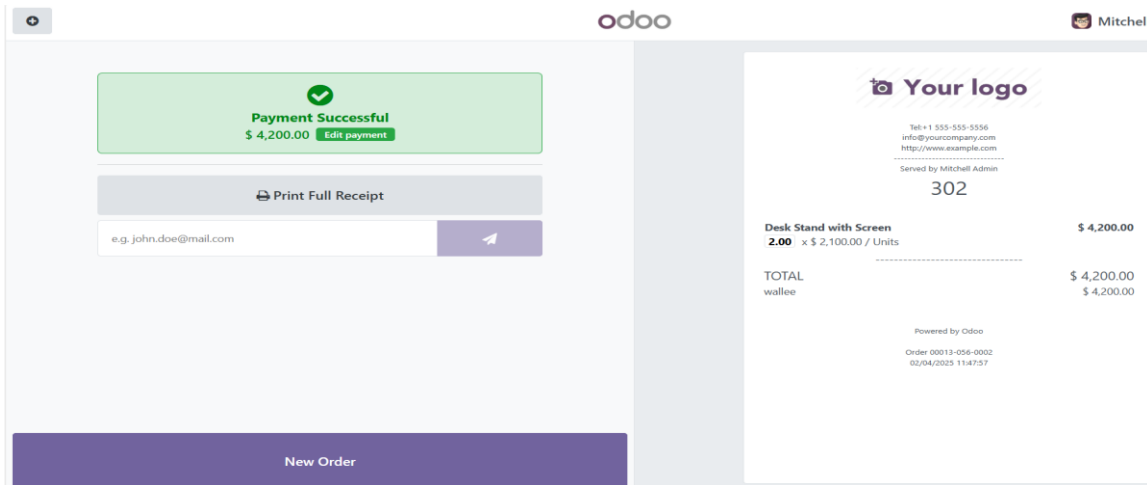 odoo
Mitchel
Payment Successful
$ 4,200.00 Edit payment
Print Full Receipt
e.g. john.doe@mail.com
New Order
Your logo
Tel:+1 555-555-5556
info@yourcompany.com
http://www.example.com
--------------------------------
Served by Mitchell Admin
302
Desk Stand with Screen $ 4,200.00
2.00 x $ 2,100.00 / Units
--------------------------------
TOTAL $ 4,200.00
wallee $ 4,200.00
Powered by Odoo
Order 00013-056-0002
02/04/2025 11:47:57